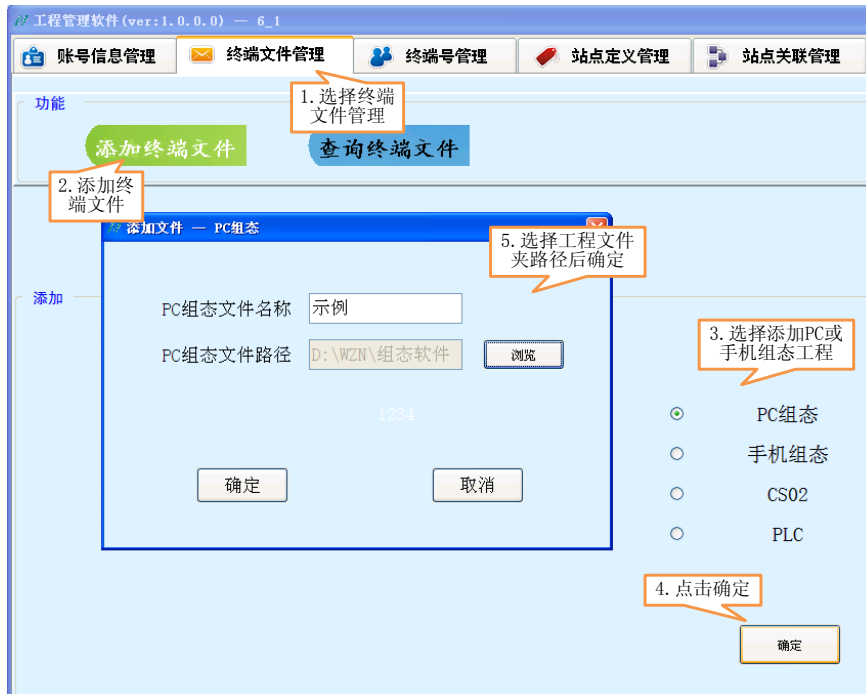 工程管理软件(ver:1.0.0.0) — 6_1
账号信息管理 终端文件管理 终端号管理 站点定义管理 站点关联管理
1.选择终端
文件管理
功能
添加终端文件 查询终端文件
2.添加终
端文件
添加文件 — PC组态
5.选择工程文件
夹路径后确定
添加
PC组态文件名称 示例
PC组态文件路径 D:\WZN\组态软件 浏览
1234
确定 取消
3.选择添加PC或
手机组态工程
PC组态
手机组态
CS02
PLC
4.点击确定
确定